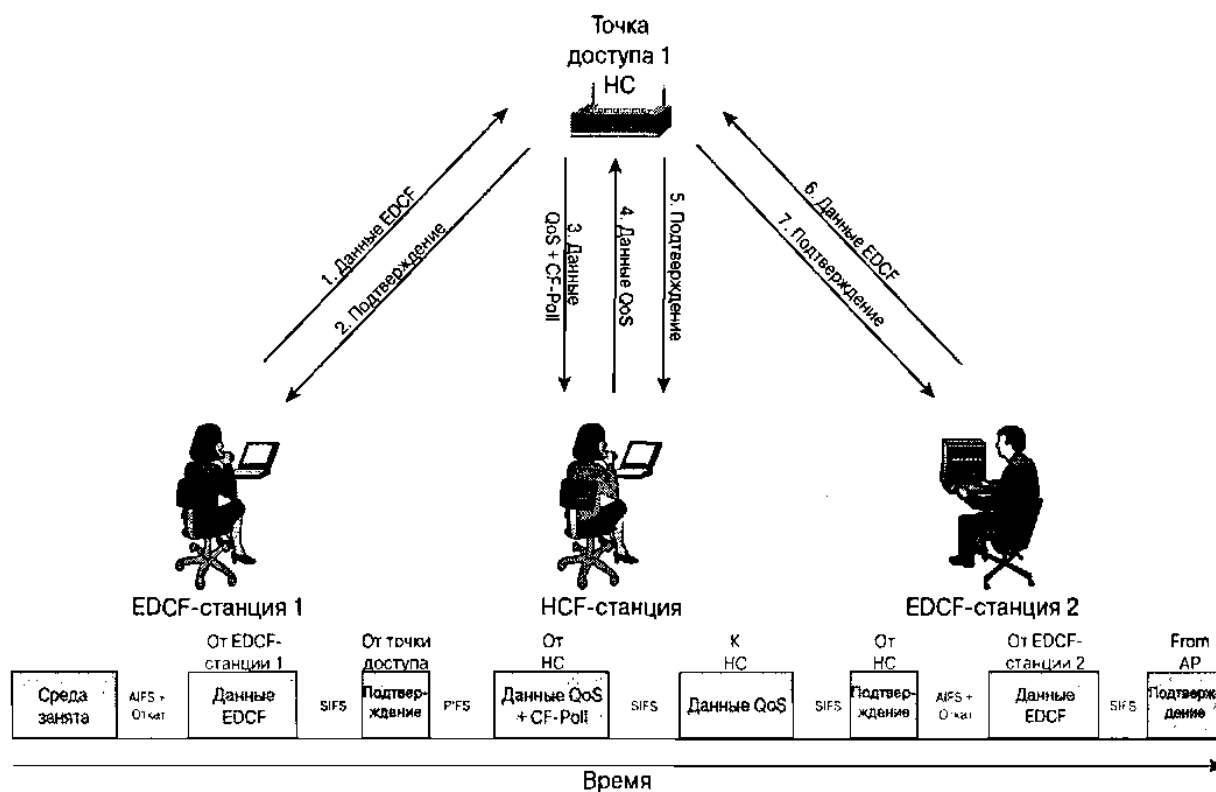 Точка
доступа 1
HC
1. Данные EDCF
2. Подтверждение
3. Данные
QoS + CF-Poll
4. Данные QoS
5. Подтверждение
6. Данные EDCF
7. Подтверждение
EDCF-станция 1
HCF-станция
EDCF-станция 2
От EDCF-
станции 1
От точки
доступа
От
HC
К
HC
От
HC
От EDCF-
станции 2
From
AP
Среда
занята
AIFS +
Откат
Данные
EDCF
SIFS
Подтвер-
ждение
PIFS
Данные QoS
+ CF-Poll
SIFS
Данные QoS
SIFS
Подтвер-
ждение
AIFS +
Откат
Данные
EDCF
SIFS
Подтверж-
дение
Время